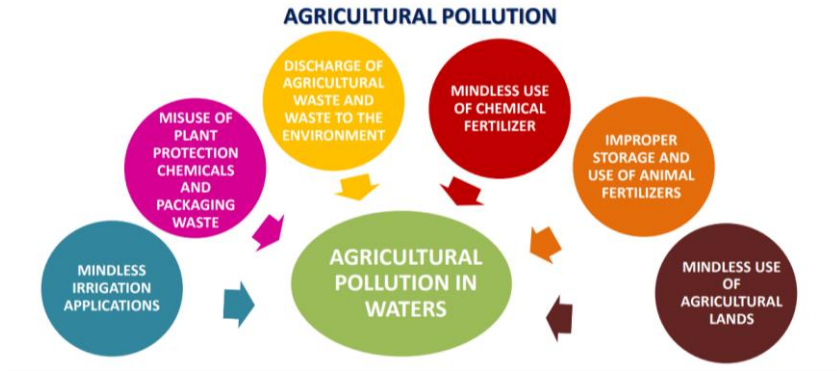 AGRICULTURAL POLLUTION
DISCHARGE OF
AGRICULTURAL
WASTE AND
WASTE TO THE
ENVIRONMENT
MINDLESS USE
OF CHEMICAL
FERTILIZER
MISUSE OF
PLANT
PROTECTION
CHEMICALS
AND
PACKAGING
WASTE
IMPROPER
STORAGE AND
USE OF ANIMAL
FERTILIZERS
MINDLESS
IRRIGATION
APPLICATIONS
AGRICULTURAL
POLLUTION IN
WATERS
MINDLESS USE
OF
AGRICULTURAL
LANDS